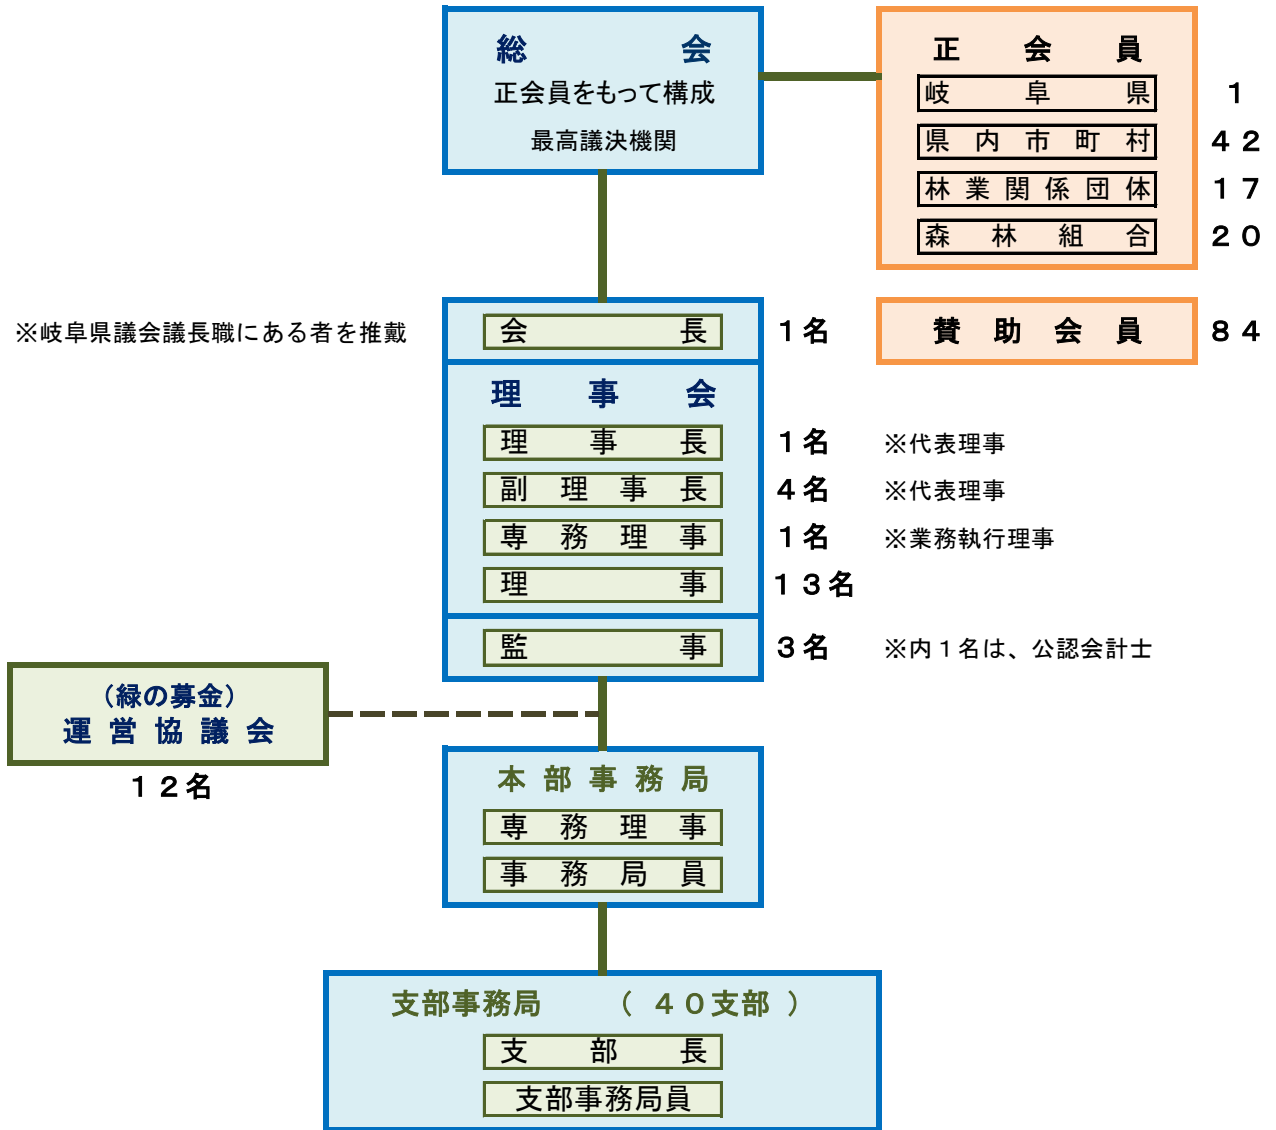 総会
正会員をもって構成
最高議決機関
正会員
岐阜県 1
県内市町村 42
林業関係団体 17
森林組合 20
※岐阜県議会議長職にある者を推戴
会長 1名
賛助会員 84
理事会
理事長 1名 ※代表理事
副理事長 4名 ※代表理事
専務理事 1名 ※業務執行理事
理事 13名
監事 3名 ※内１名は、公認会計士
（緑の募金）
運営協議会
12名
本部事務局
専務理事
事務局員
支部事務局 （40支部）
支部長
支部事務局員